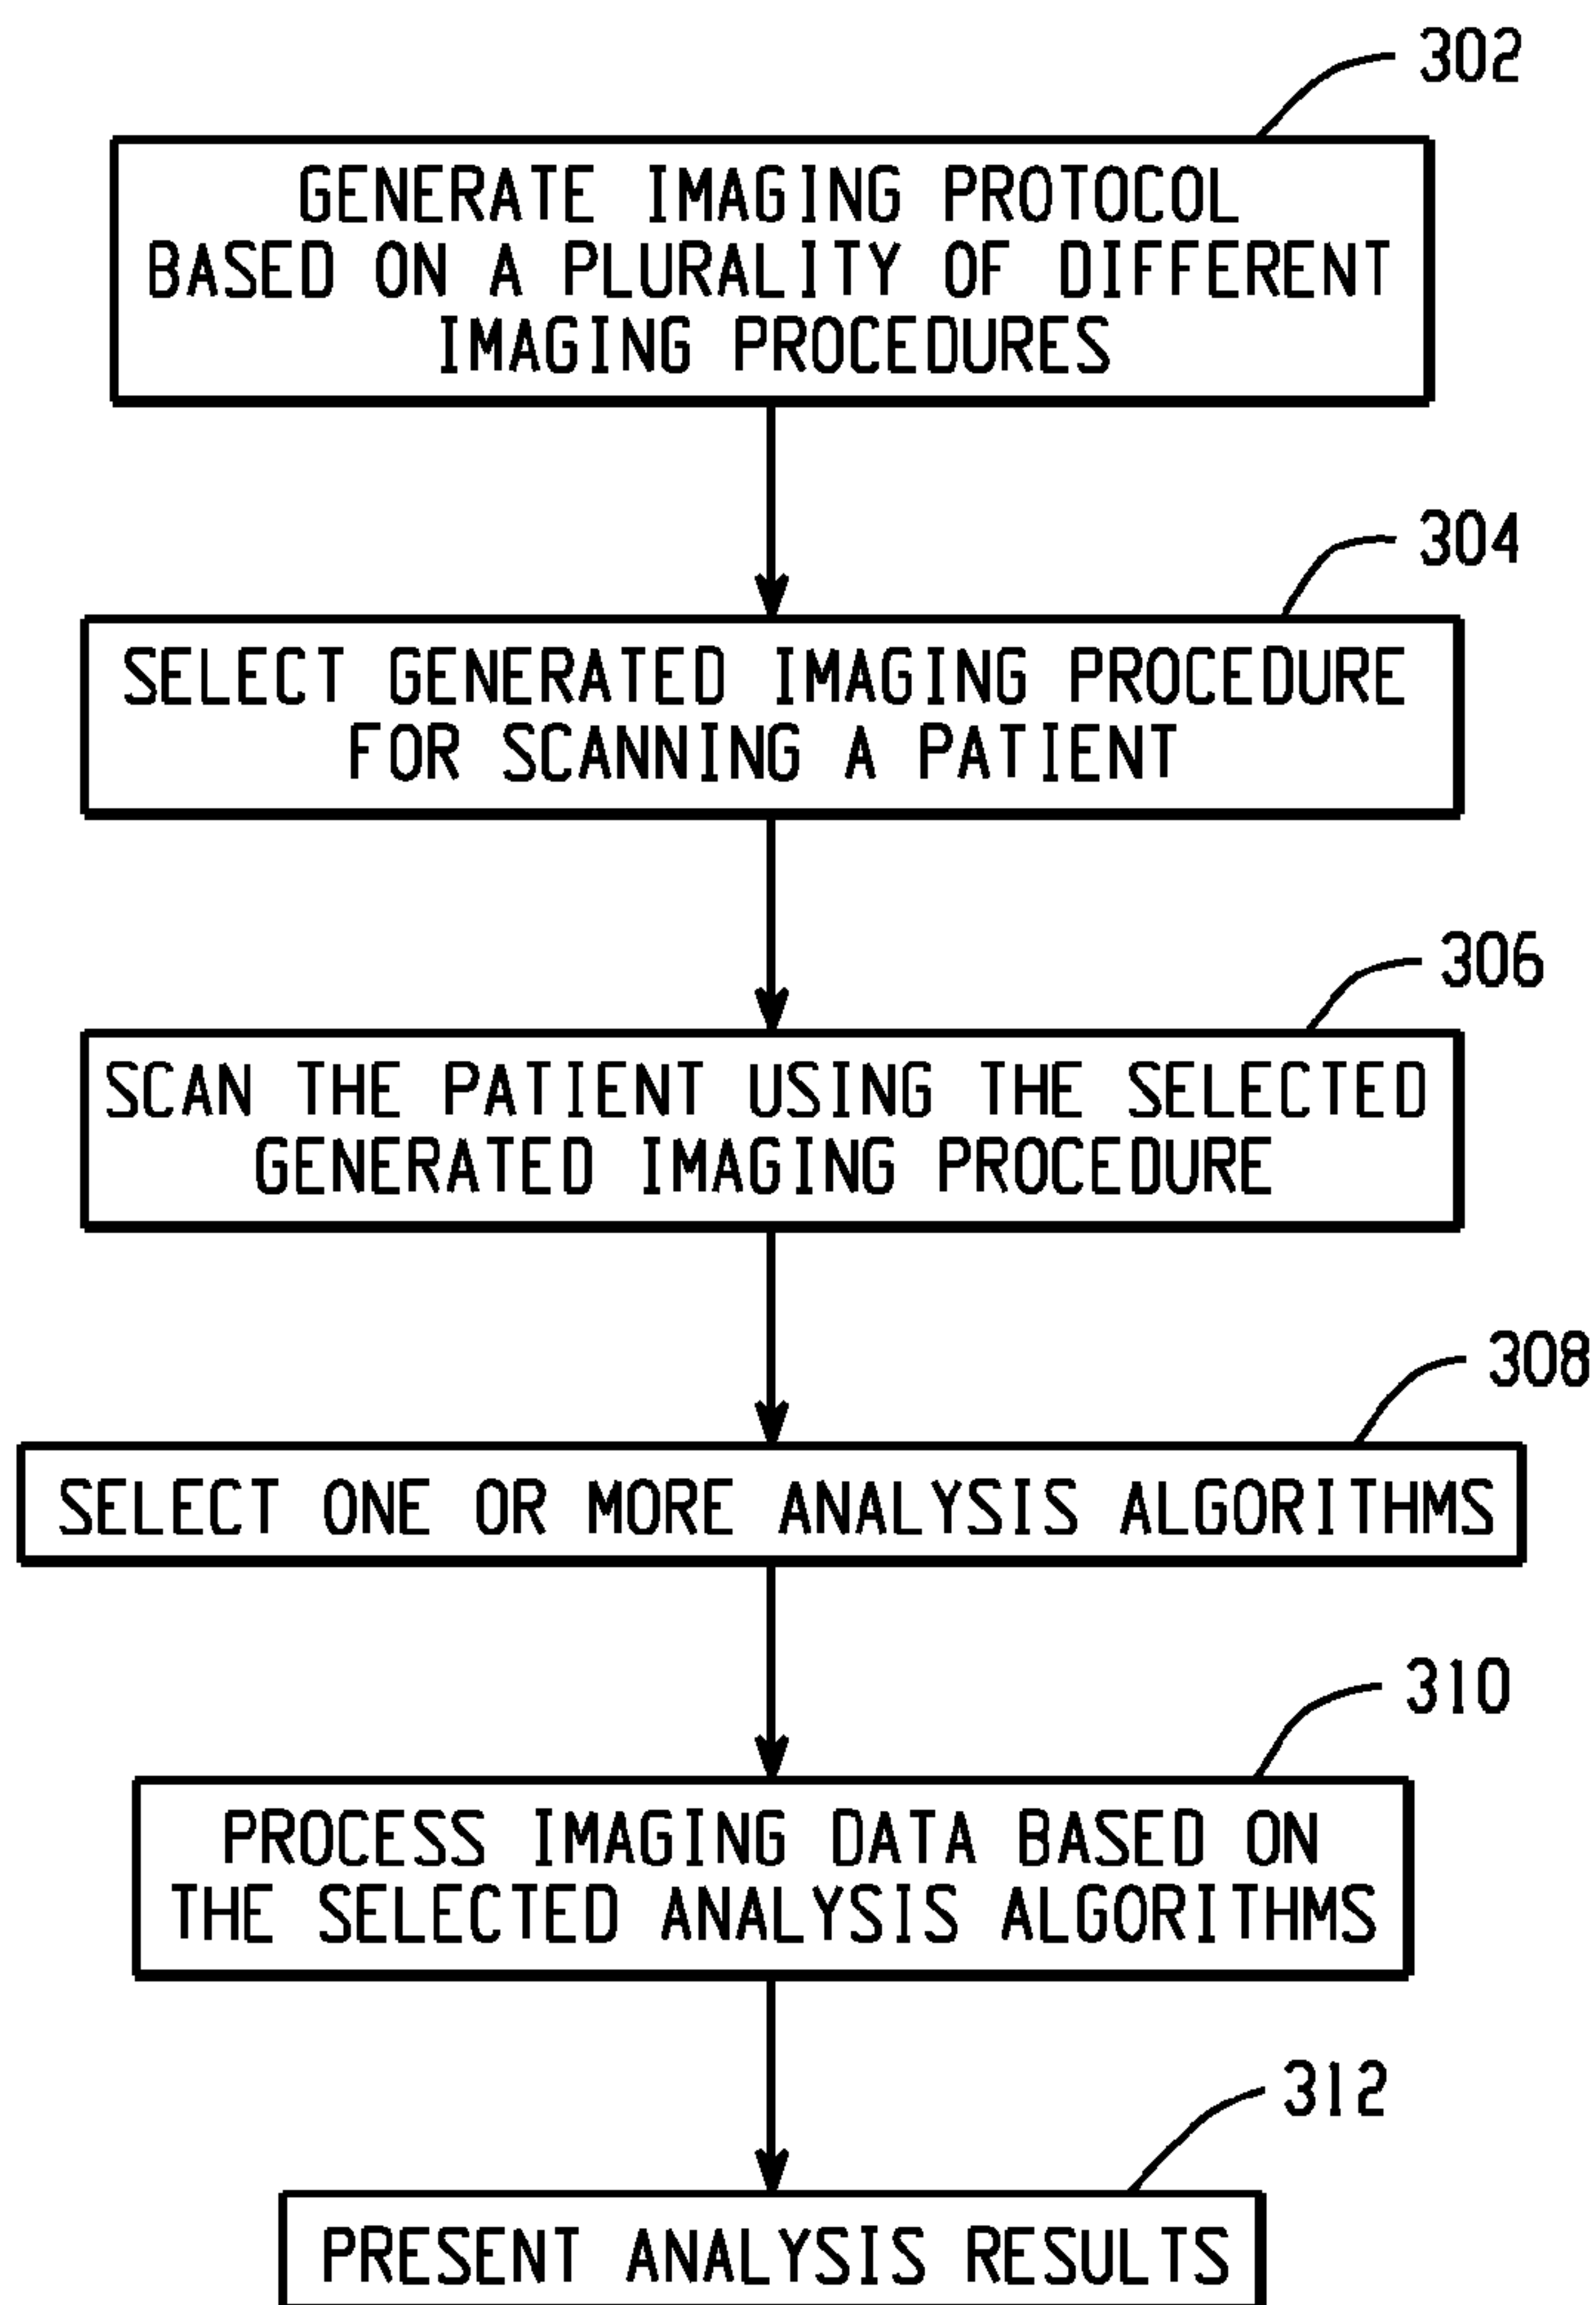 302
GENERATE IMAGING PROTOCOL
BASED ON A PLURALITY OF DIFFERENT
IMAGING PROCEDURES
304
SELECT GENERATED IMAGING PROCEDURE
FOR SCANNING A PATIENT
306
SCAN THE PATIENT USING THE SELECTED
GENERATED IMAGING PROCEDURE
308
SELECT ONE OR MORE ANALYSIS ALGORITHMS
310
PROCESS IMAGING DATA BASED ON
THE SELECTED ANALYSIS ALGORITHMS
312
PRESENT ANALYSIS RESULTS